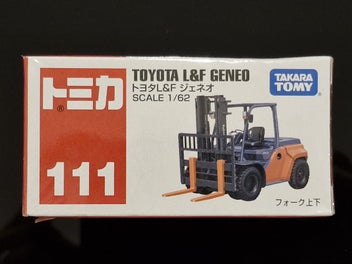 トミカ®
111
TOYOTA L&F GENEO
トヨタL&F ジェネオ
SCALE 1/62
TAKARA
TOMY
フォーク上下